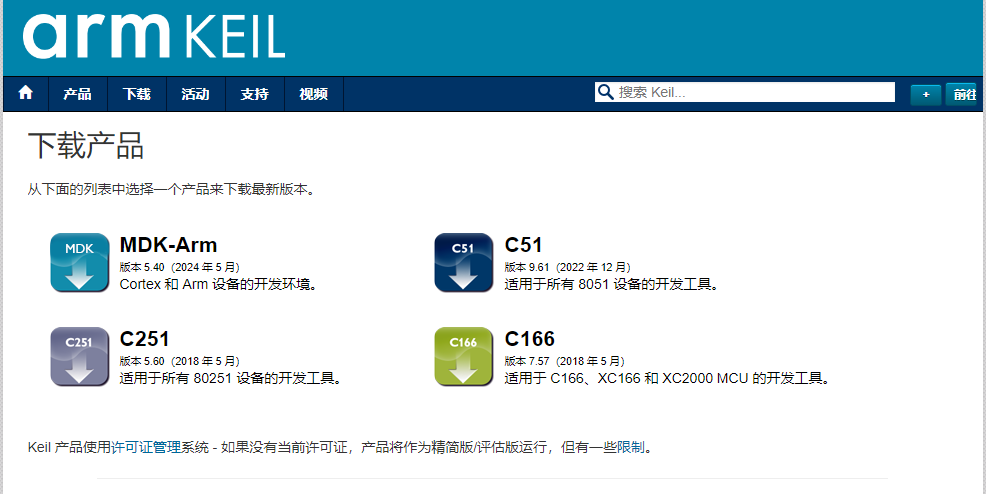 arm KEIL
产品 下载 活动 支持 视频 搜索 Keil... + 前往
下载产品
从下面的列表中选择一个产品来下载最新版本。
MDK
MDK-Arm
版本 5.40（2024 年 5 月）
Cortex 和 Arm 设备的开发环境。
C51
C51
版本 9.61（2022 年 12 月）
适用于所有 8051 设备的开发工具。
C251
C251
版本 5.60（2018 年 5 月）
适用于所有 80251 设备的开发工具。
C166
C166
版本 7.57（2018 年 5 月）
适用于 C166、XC166 和 XC2000 MCU 的开发工具。
Keil 产品使用许可证管理系统 - 如果没有当前许可证，产品将作为精简版/评估版运行，但有一些限制。